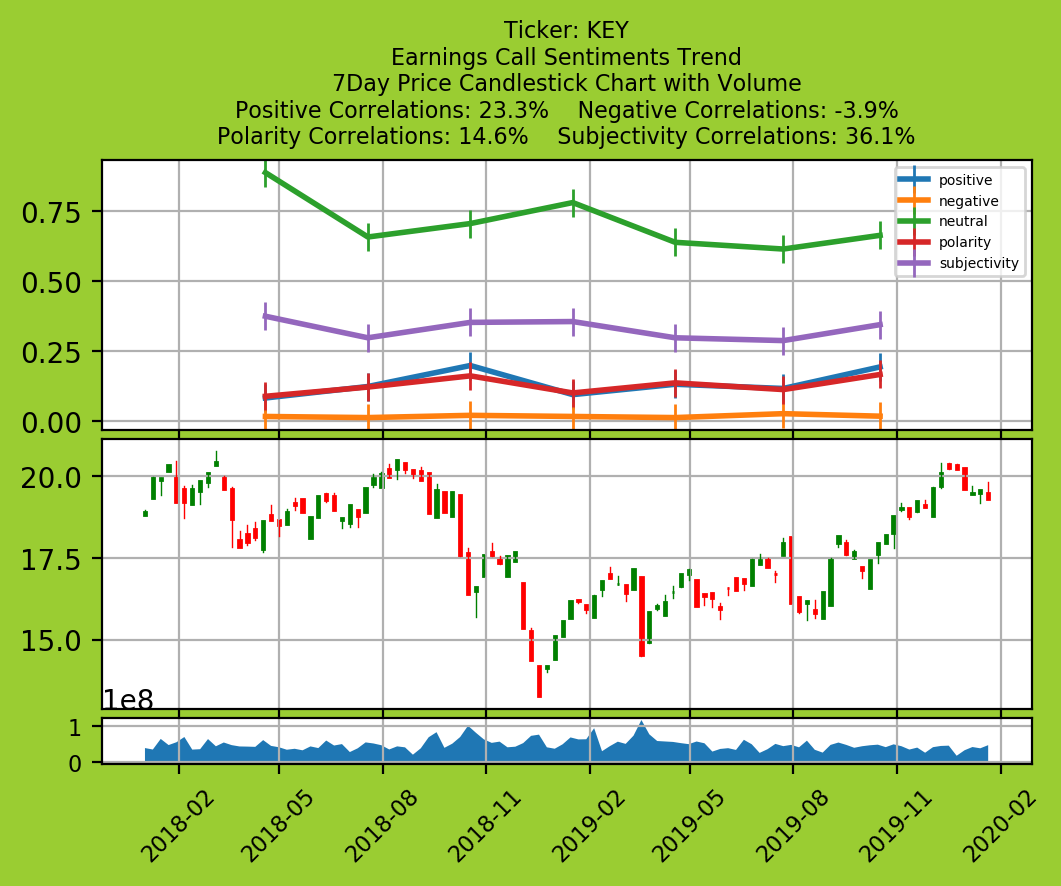 Ticker: KEY
Earnings Call Sentiments Trend
7Day Price Candlestick Chart with Volume
Positive Correlations: 23.3%    Negative Correlations: -3.9%
Polarity Correlations: 14.6%    Subjectivity Correlations: 36.1%
positive
negative
neutral
polarity
subjectivity
0.75
0.50
0.25
0.00
20.0
17.5
15.0
1e8
1
0
2018-02
2018-05
2018-08
2018-11
2019-02
2019-05
2019-08
2019-11
2020-02